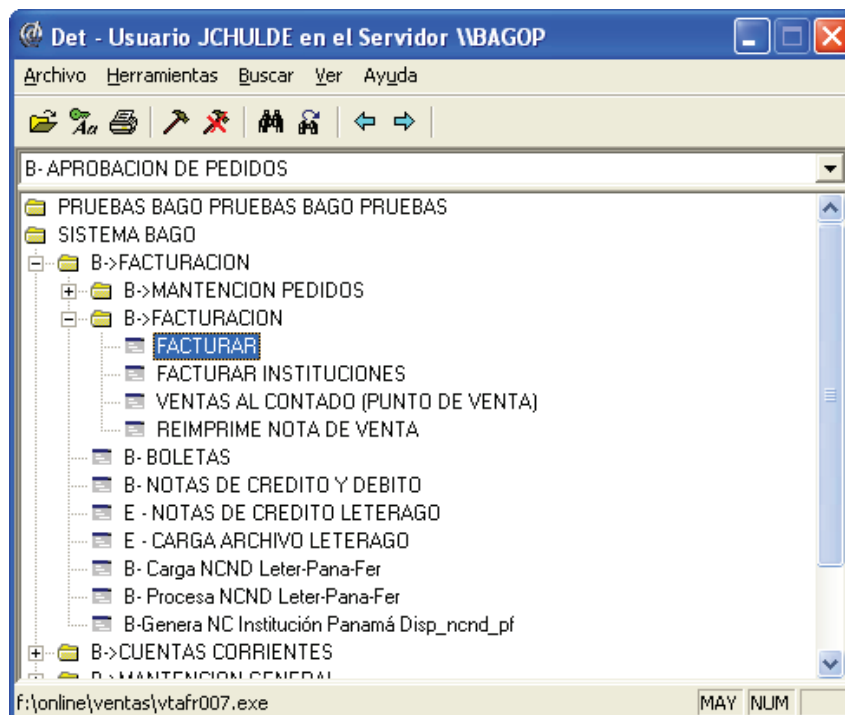 Det - Usuario JCHULDE en el Servidor \\BAGOP
Archivo Herramientas Buscar Ver Ayuda
B- APROBACION DE PEDIDOS
PRUEBAS BAGO PRUEBAS BAGO PRUEBAS
SISTEMA BAGO
B->FACTURACION
B->MANTENCION PEDIDOS
B->FACTURACION
FACTURAR
FACTURAR INSTITUCIONES
VENTAS AL CONTADO (PUNTO DE VENTA)
REIMPRIME NOTA DE VENTA
B- BOLETAS
B- NOTAS DE CREDITO Y DEBITO
E - NOTAS DE CREDITO LETERAGO
E - CARGA ARCHIVO LETERAGO
B- Carga NCND Leter-Pana-Fer
B- Procesa NCND Leter-Pana-Fer
B-Genera NC Institución Panamá Disp_ncnd_pf
B->CUENTAS CORRIENTES
B->MANTENCION GENERAL
f:\online\ventas\vtafr007.exe MAY NUM